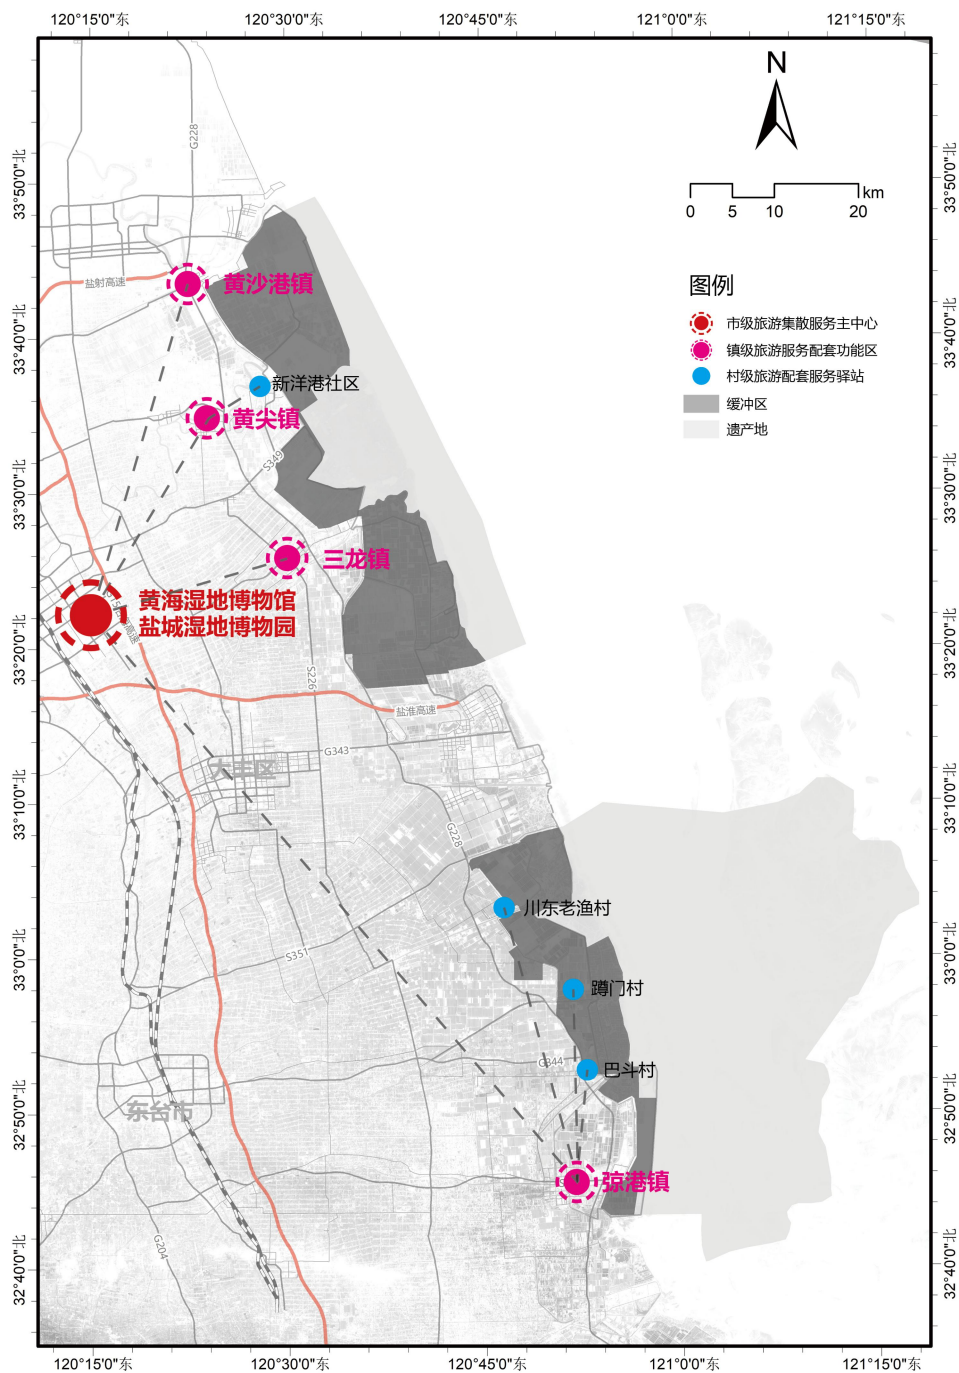 120°15'0"东
120°30'0"东
120°45'0"东
121°0'0"东
121°15'0"东
N
0 5 10 20 km
图例
市级旅游集散服务主中心
镇级旅游服务配套功能区
村级旅游配套服务驿站
缓冲区
遗产地
33°50'0"北
33°50'0"北
G228
盐射高速
黄沙港镇
33°40'0"北
33°40'0"北
新洋港社区
黄尖镇
S349
33°30'0"北
33°30'0"北
三龙镇
黄海湿地博物馆
盐城湿地博物园
33°20'0"北
33°20'0"北
S226
盐淮高速
G343
大丰区
33°10'0"北
33°10'0"北
G228
川东老渔村
S351
33°0'0"北
33°0'0"北
蹲门村
G344
巴斗村
东台市
32°50'0"北
32°50'0"北
弶港镇
G204
32°40'0"北
32°40'0"北
120°15'0"东
120°30'0"东
120°45'0"东
121°0'0"东
121°15'0"东